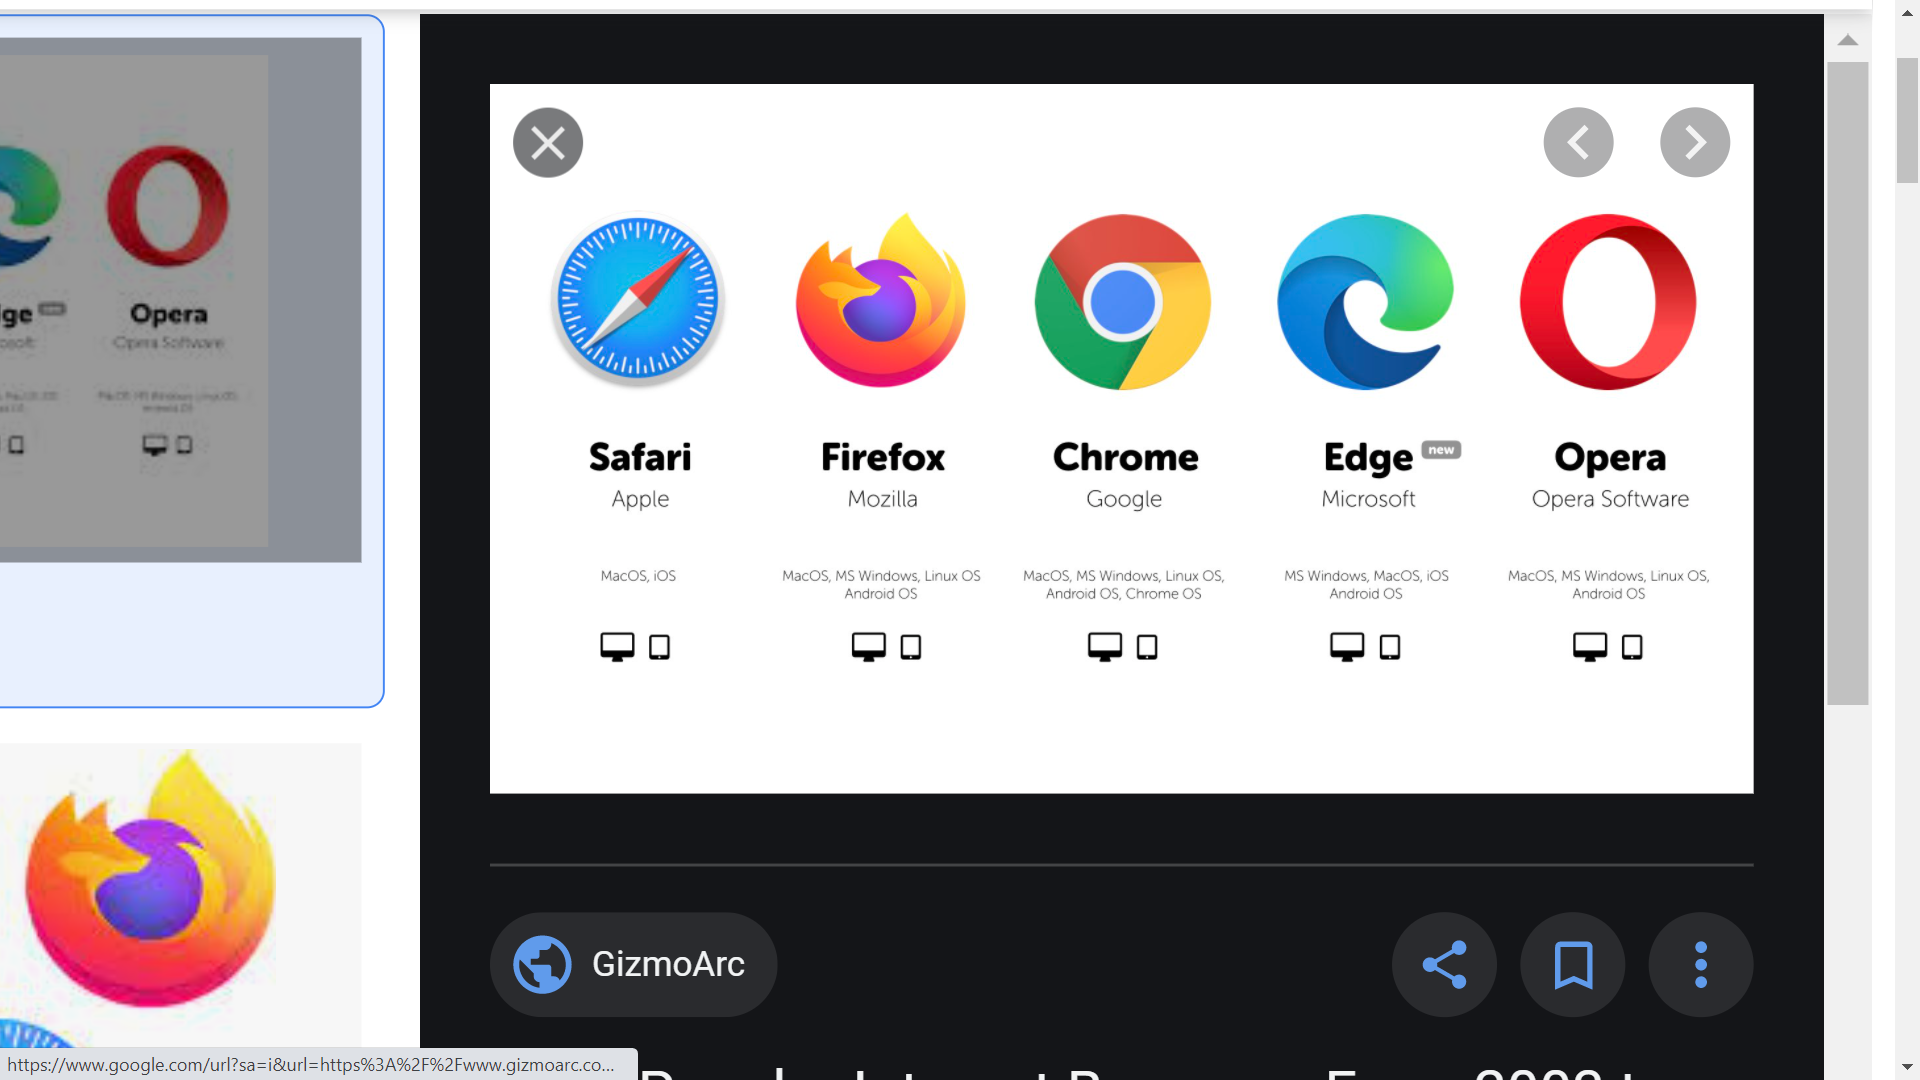 Safari
Firefox
Chrome
Edge new
Opera
Apple
Mozilla
Google
Microsoft
Opera Software
MacOS, iOS
MacOS, MS Windows, Linux OS
Android OS
MacOS, MS Windows, Linux OS,
Android OS, Chrome OS
MS Windows, MacOS, iOS
Android OS
MacOS, MS Windows, Linux OS,
Android OS
Opera
Opera Software
GizmoArc
https://www.google.com/url?sa=i&url=https%3A%2F%2Fwww.gizmoarc.co...